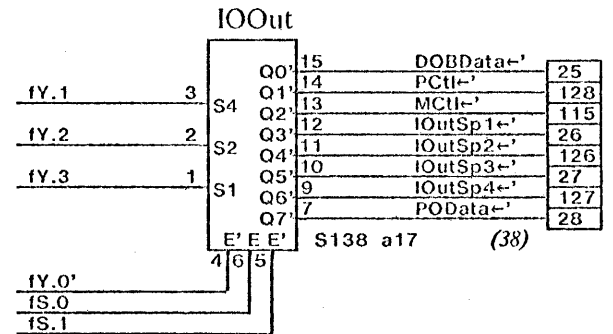 IOOut
Q0' 15 DOBData←' 25
Q1' 14 PCtl←' 128
Q2' 13 MCtl←' 115
Q3' 12 IOutSp1←' 26
Q4' 11 IOutSp2←' 126
Q5' 10 IOutSp3←' 27
Q6' 9 IOutSp4←' 127
Q7' 7 POData←' 28
fY.1 3 S4
fY.2 2 S2
fY.3 1 S1
E' E E' S138 a17 (38)
4 6 5
fY.0'
fS.0
fS.1